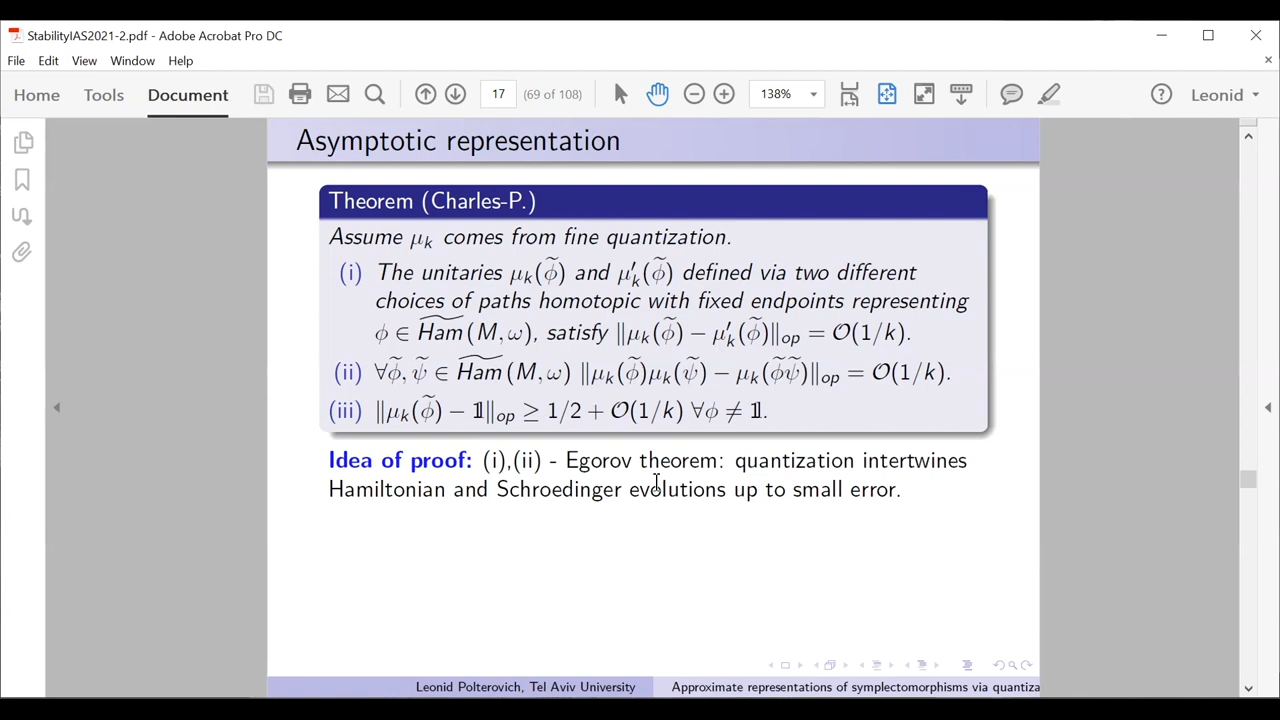 StabilityIAS2021-2.pdf - Adobe Acrobat Pro DC
File Edit View Window Help
Home Tools Document 17 (69 of 108) 138% Leonid
Asymptotic representation
Theorem (Charles-P.)
Assume μ_k comes from fine quantization.
(i) The unitaries μ_k(φ̃) and μ′_k(φ̃) defined via two different
choices of paths homotopic with fixed endpoints representing
φ ∈ H͠am(M, ω), satisfy ‖μ_k(φ̃) − μ′_k(φ̃)‖_op = 𝒪(1/k).
(ii) ∀φ̃, ψ̃ ∈ H͠am(M, ω) ‖μ_k(φ̃)μ_k(ψ̃) − μ_k(φ̃ψ̃)‖_op = 𝒪(1/k).
(iii) ‖μ_k(φ̃) − 𝟙‖_op ≥ 1/2 + 𝒪(1/k) ∀φ ≠ 𝟙.
Idea of proof: (i),(ii) - Egorov theorem: quantization intertwines
Hamiltonian and Schroedinger evolutions up to small error.
Leonid Polterovich, Tel Aviv University Approximate representations of symplectomorphisms via quantiza